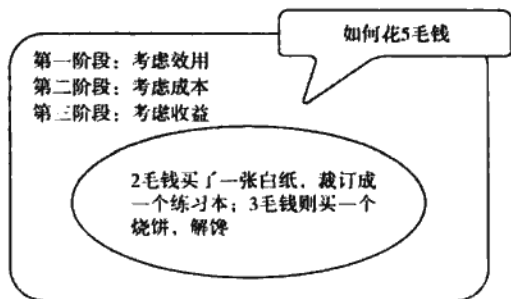 如何花5毛钱
第一阶段：考虑效用
第二阶段：考虑成本
第三阶段：考虑收益
2毛钱买了一张白纸，裁订成
一个练习本；3毛钱则买一个
烧饼，解馋